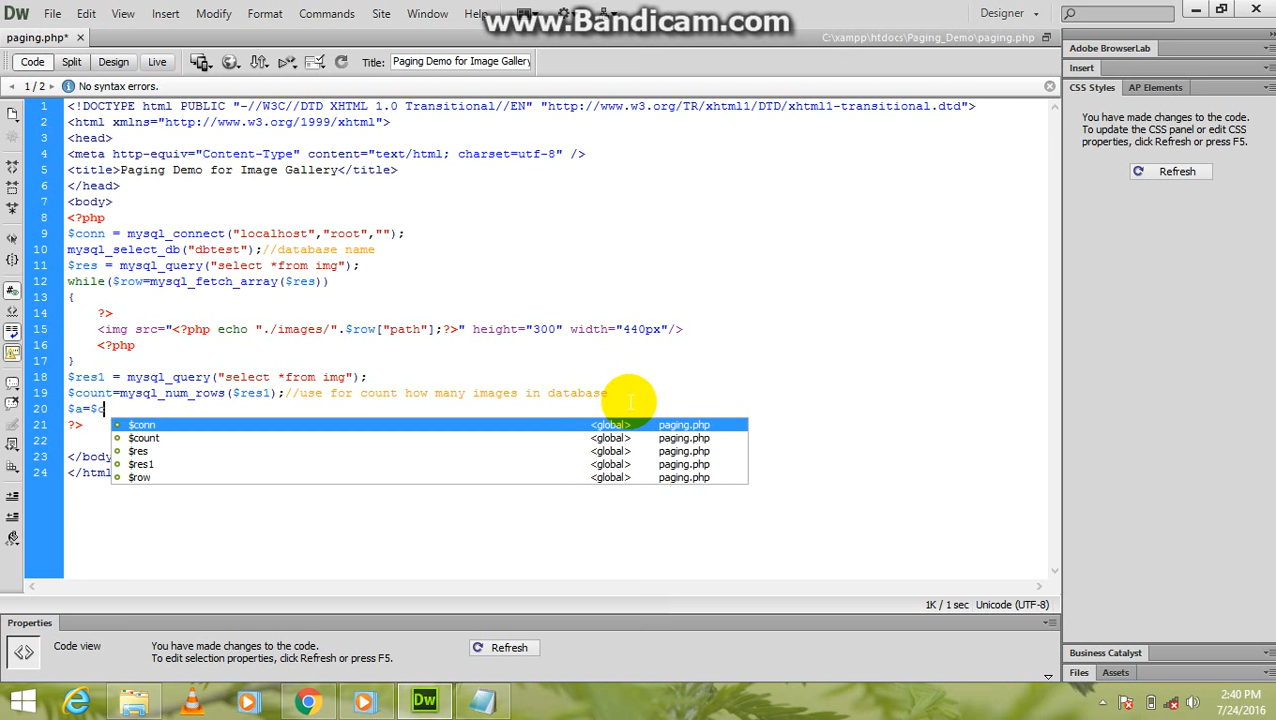 Dw File Edit View Insert Modify Format Commands Site Window Help Designer
www.Bandicam.com
paging.php* C:\xampp\htdocs\Paging_Demo\paging.php
Code Split Design Live Title: Paging Demo for Image Gallery
1 / 2 No syntax errors.
1 <!DOCTYPE html PUBLIC "-//W3C//DTD XHTML 1.0 Transitional//EN" "http://www.w3.org/TR/xhtml1/DTD/xhtml1-transitional.dtd">
2 <html xmlns="http://www.w3.org/1999/xhtml">
3 <head>
4 <meta http-equiv="Content-Type" content="text/html; charset=utf-8" />
5 <title>Paging Demo for Image Gallery</title>
6 </head>
7 <body>
8 <?php
9 $conn = mysql_connect("localhost","root","");
10 mysql_select_db("dbtest");//database name
11 $res = mysql_query("select *from img");
12 while($row=mysql_fetch_array($res))
13 {
14 ?>
15 <img src="<?php echo "./images/".$row["path"];?>" height="300" width="440px"/>
16 <?php
17 }
18 $res1 = mysql_query("select *from img");
19 $count=mysql_num_rows($res1);//use for count how many images in database
20 $a=$c
21 ?>
22
23 </body
24 </html
$conn <global> paging.php
$count <global> paging.php
$res <global> paging.php
$res1 <global> paging.php
$row <global> paging.php
1K / 1 sec Unicode (UTF-8)
Properties
Code view You have made changes to the code.
To edit selection properties, click Refresh or press F5.
Refresh
Adobe BrowserLab
Insert
CSS Styles AP Elements
You have made changes to the code.
To update the CSS panel or edit CSS
properties, click Refresh or press F5.
Refresh
Business Catalyst
Files Assets
Dw
2:40 PM
7/24/2016